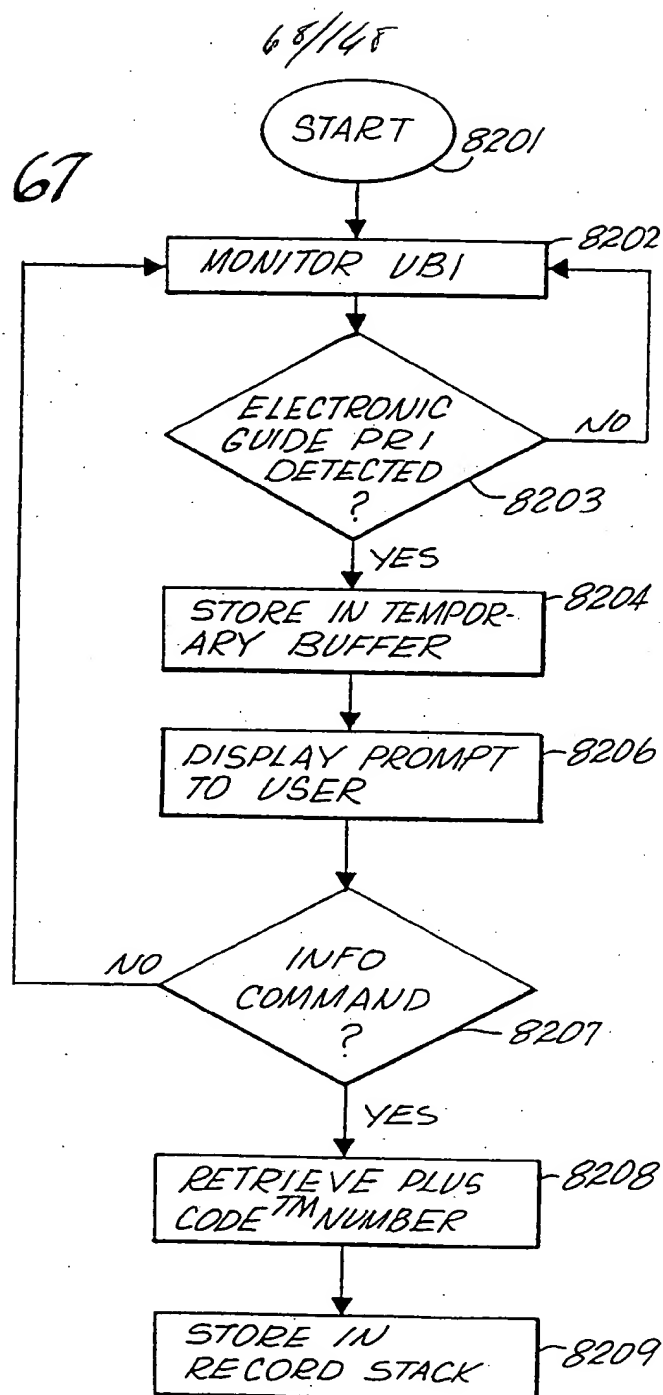 68/148
START
8201
67
8202
MONITOR VBI
ELECTRONIC
GUIDE PRI
DETECTED
?
NO
8203
YES
8204
STORE IN TEMPOR-
ARY BUFFER
8206
DISPLAY PROMPT
TO USER
NO
INFO
COMMAND
?
8207
YES
8208
RETRIEVE PLUS
CODE™ NUMBER
STORE IN
RECORD STACK
8209